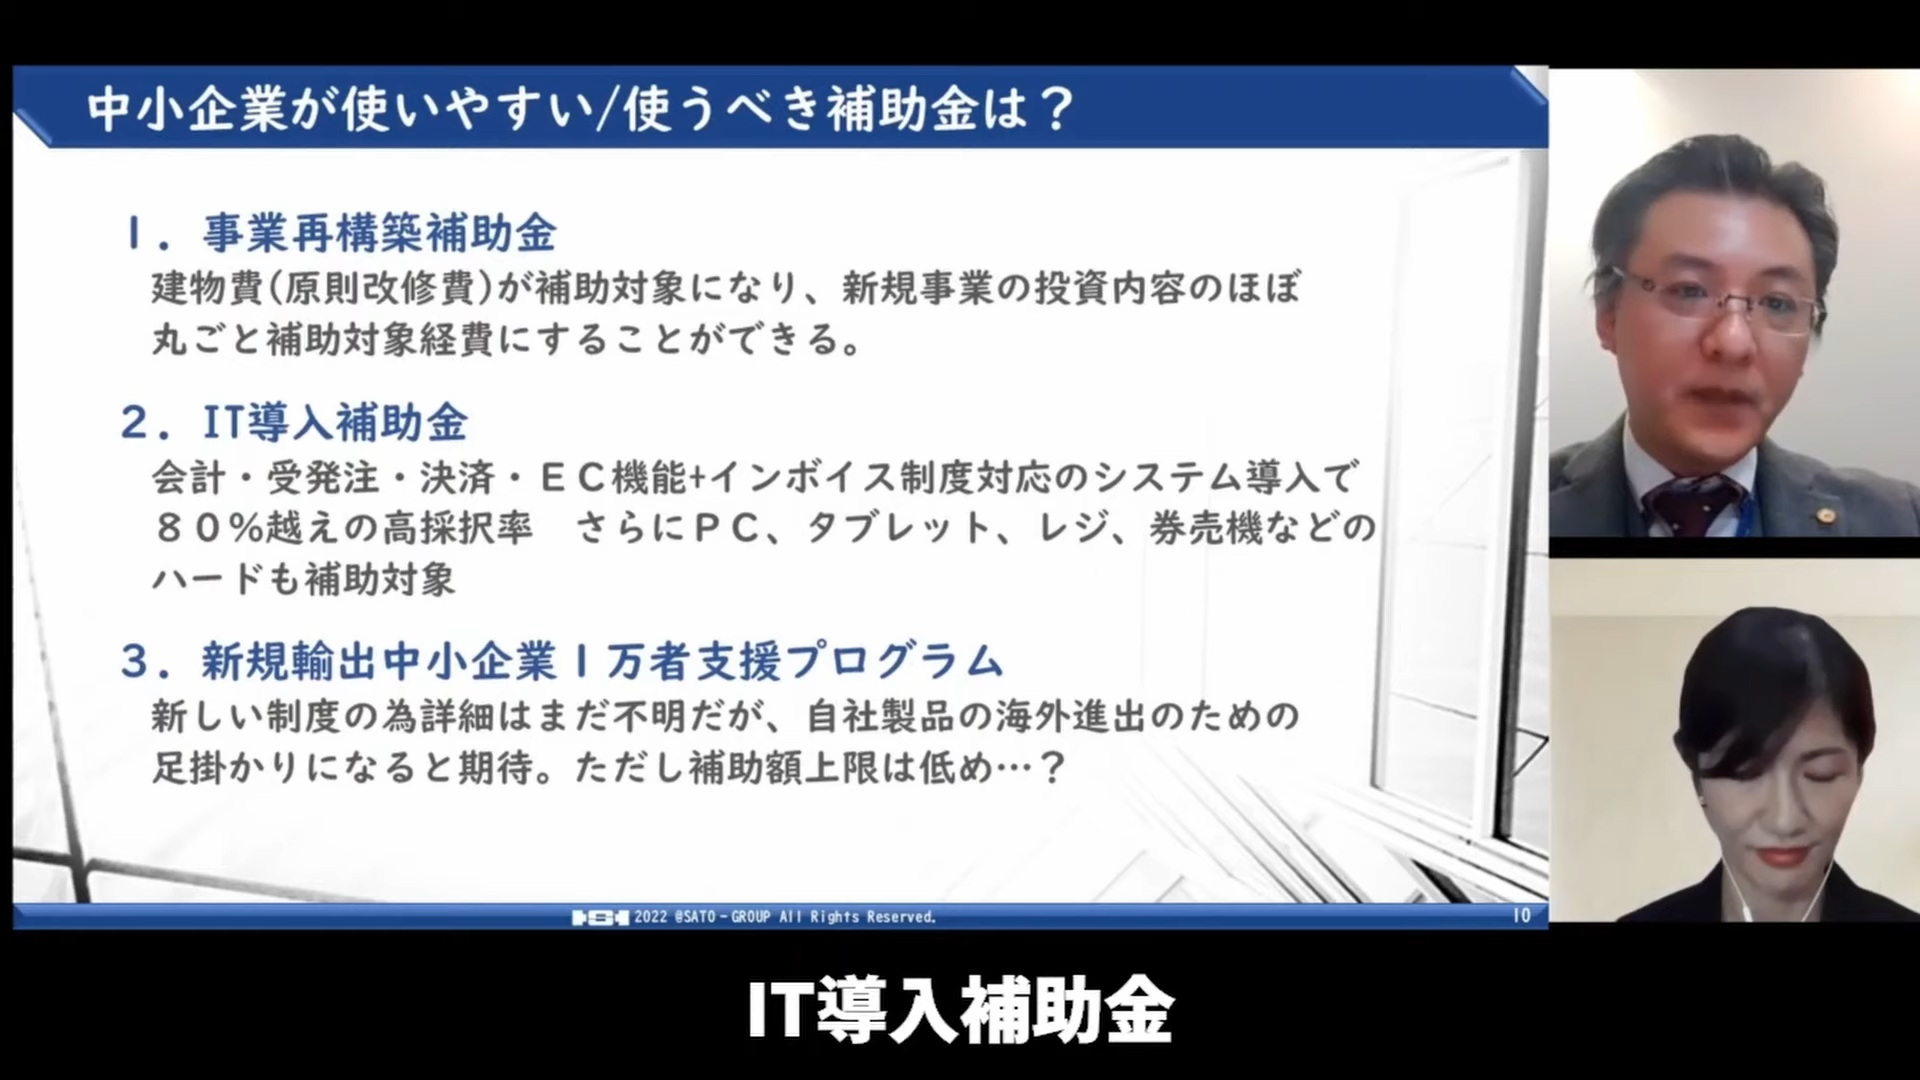 中小企業が使いやすい/使うべき補助金は？
１．事業再構築補助金
建物費(原則改修費)が補助対象になり、新規事業の投資内容のほぼ
丸ごと補助対象経費にすることができる。
２．IT導入補助金
会計・受発注・決済・ＥＣ機能+インボイス制度対応のシステム導入で
８０％越えの高採択率　さらにＰＣ、タブレット、レジ、券売機などの
ハードも補助対象
３．新規輸出中小企業１万者支援プログラム
新しい制度の為詳細はまだ不明だが、自社製品の海外進出のための
足掛かりになると期待。ただし補助額上限は低め…？
2022 @SATO-GROUP All Rights Reserved.
10
IT導入補助金